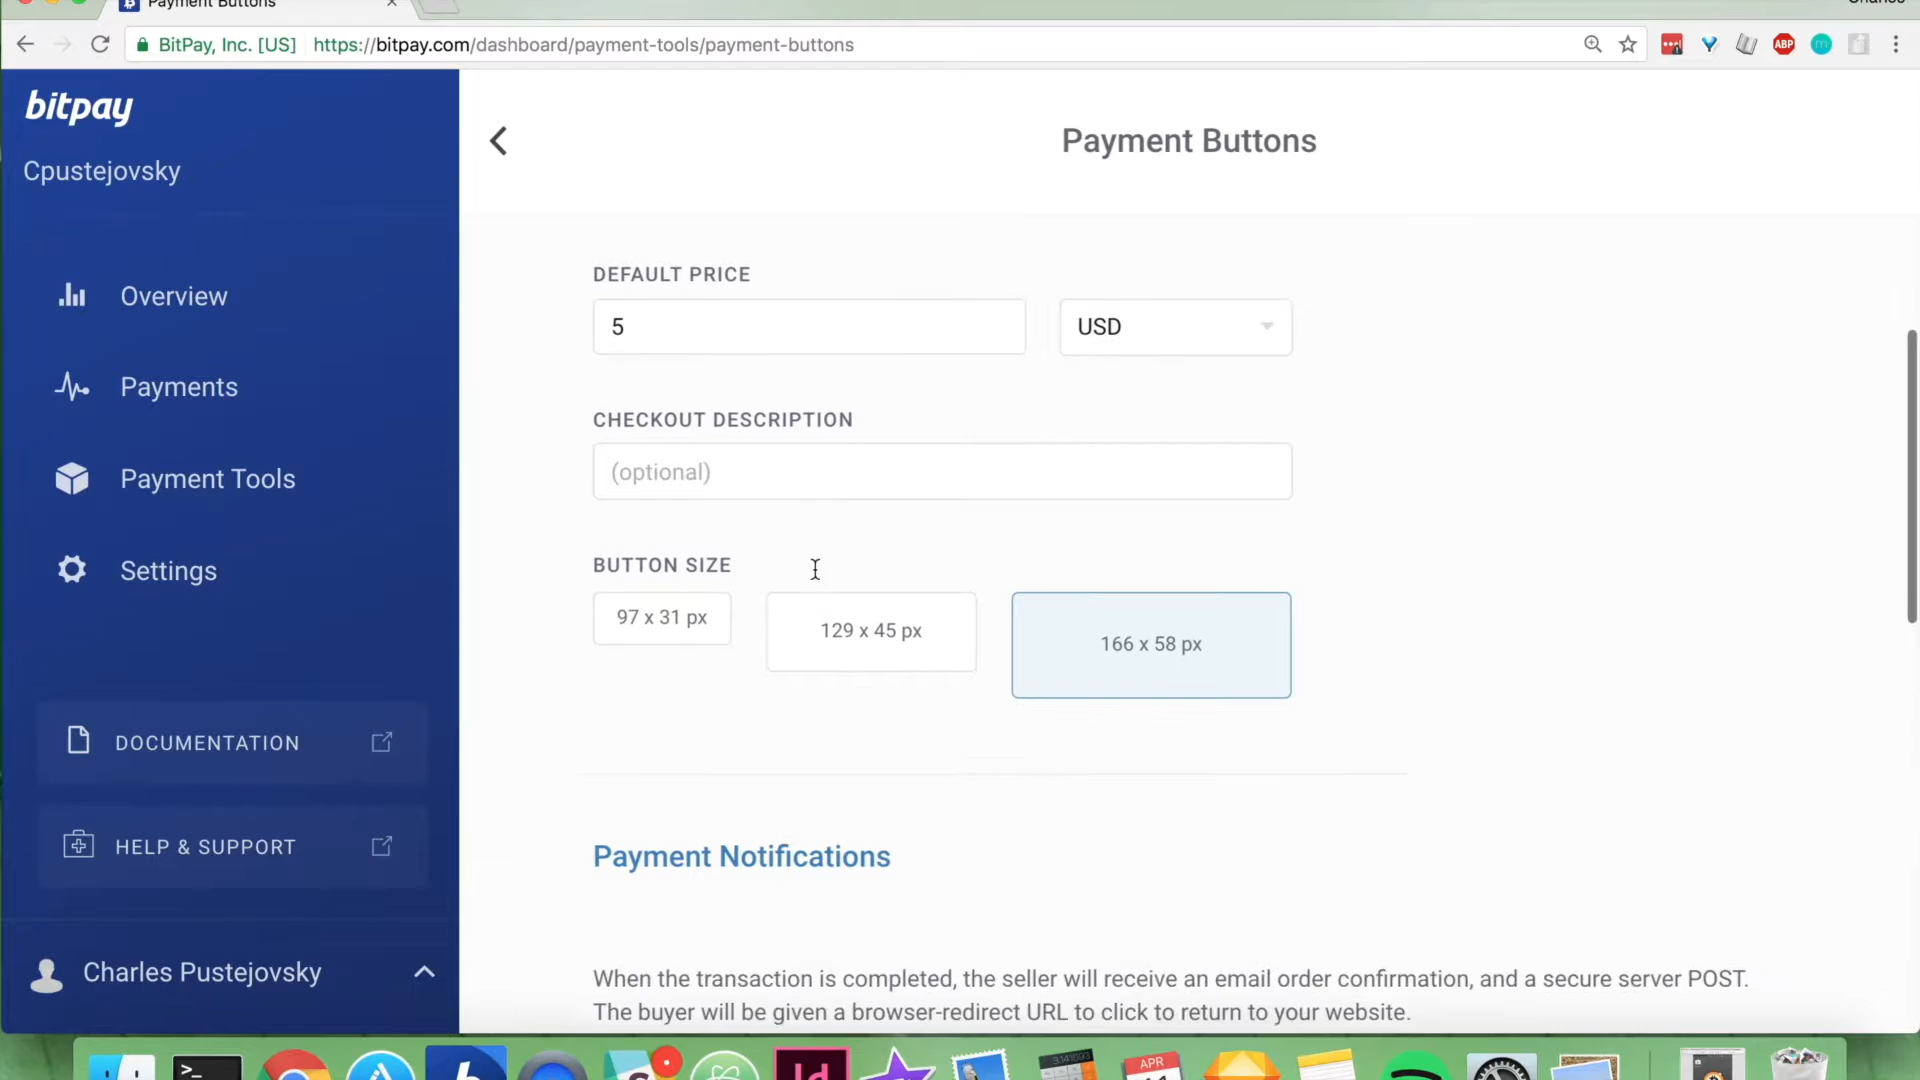 Payment Buttons
BitPay, Inc. [US]
https://bitpay.com/dashboard/payment-tools/payment-buttons
ABP
bitpay
Cpustejovsky
Overview
Payments
Payment Tools
Settings
DOCUMENTATION
HELP & SUPPORT
Charles Pustejovsky
Payment Buttons
DEFAULT PRICE
5
USD
CHECKOUT DESCRIPTION
(optional)
BUTTON SIZE
97 x 31 px
129 x 45 px
166 x 58 px
Payment Notifications
When the transaction is completed, the seller will receive an email order confirmation, and a secure server POST.
The buyer will be given a browser-redirect URL to click to return to your website.
APR